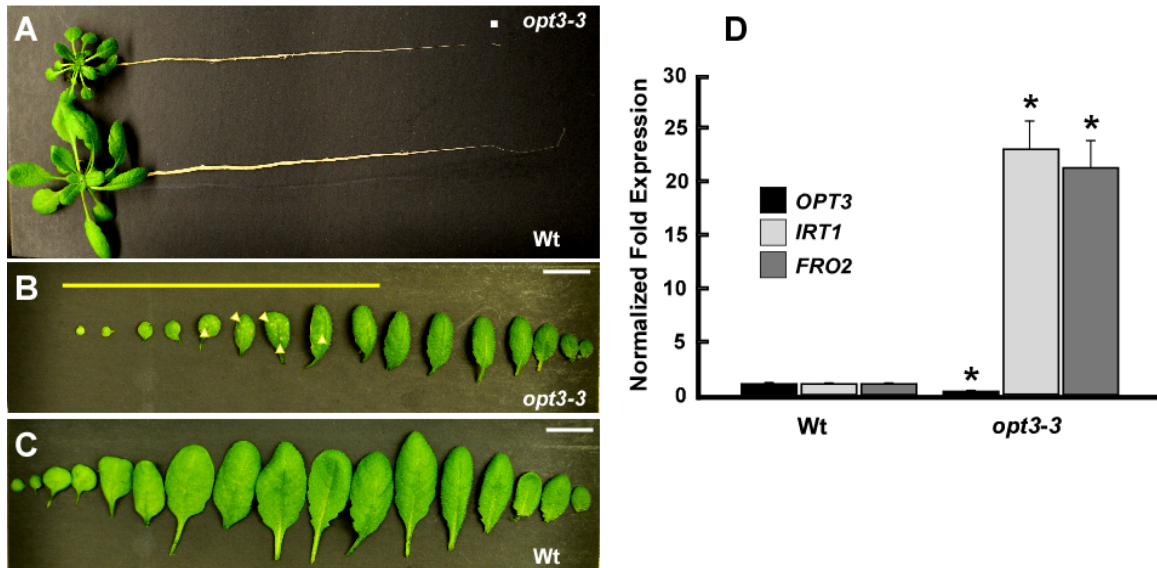 A
opt3-3
Wt
B
opt3-3
C
Wt
D
Normalized Fold Expression
30
25
20
15
10
5
0
OPT3
IRT1
FRO2
*
*
*
Wt
opt3-3